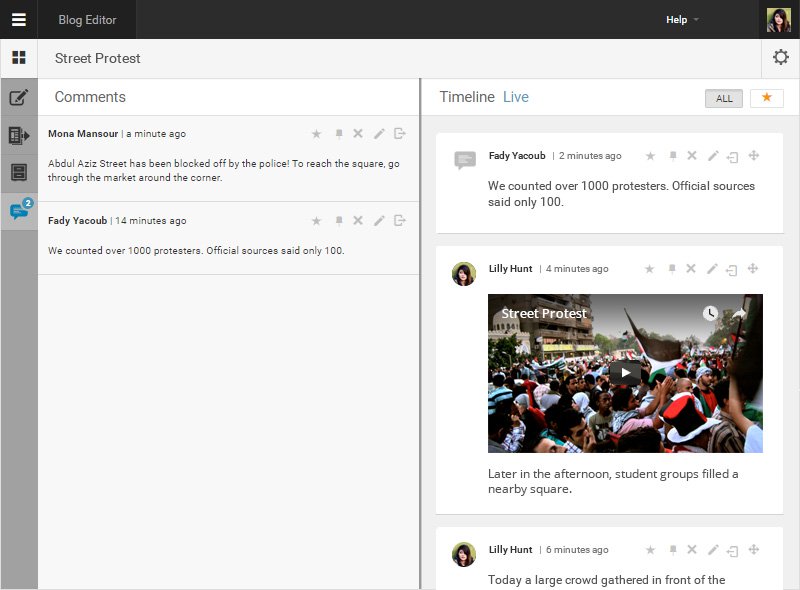 Blog Editor
Help
Street Protest
Comments
Mona Mansour | a minute ago
Abdul Aziz Street has been blocked off by the police! To reach the square, go
through the market around the corner.
2
Fady Yacoub | 14 minutes ago
We counted over 1000 protesters. Official sources said only 100.
Timeline Live
ALL
Fady Yacoub | 2 minutes ago
We counted over 1000 protesters. Official sources
said only 100.
Lilly Hunt | 4 minutes ago
Street Protest
Later in the afternoon, student groups filled a
nearby square.
Lilly Hunt | 6 minutes ago
Today a large crowd gathered in front of the